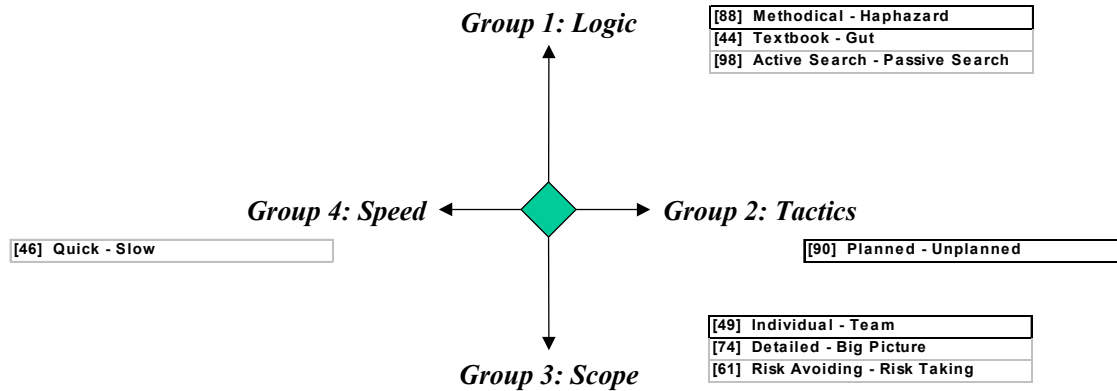 Group 1: Logic
[88] Methodical - Haphazard
[44] Textbook - Gut
[98] Active Search - Passive Search
Group 4: Speed
Group 2: Tactics
[46] Quick - Slow
[90] Planned - Unplanned
Group 3: Scope
[49] Individual - Team
[74] Detailed - Big Picture
[61] Risk Avoiding - Risk Taking